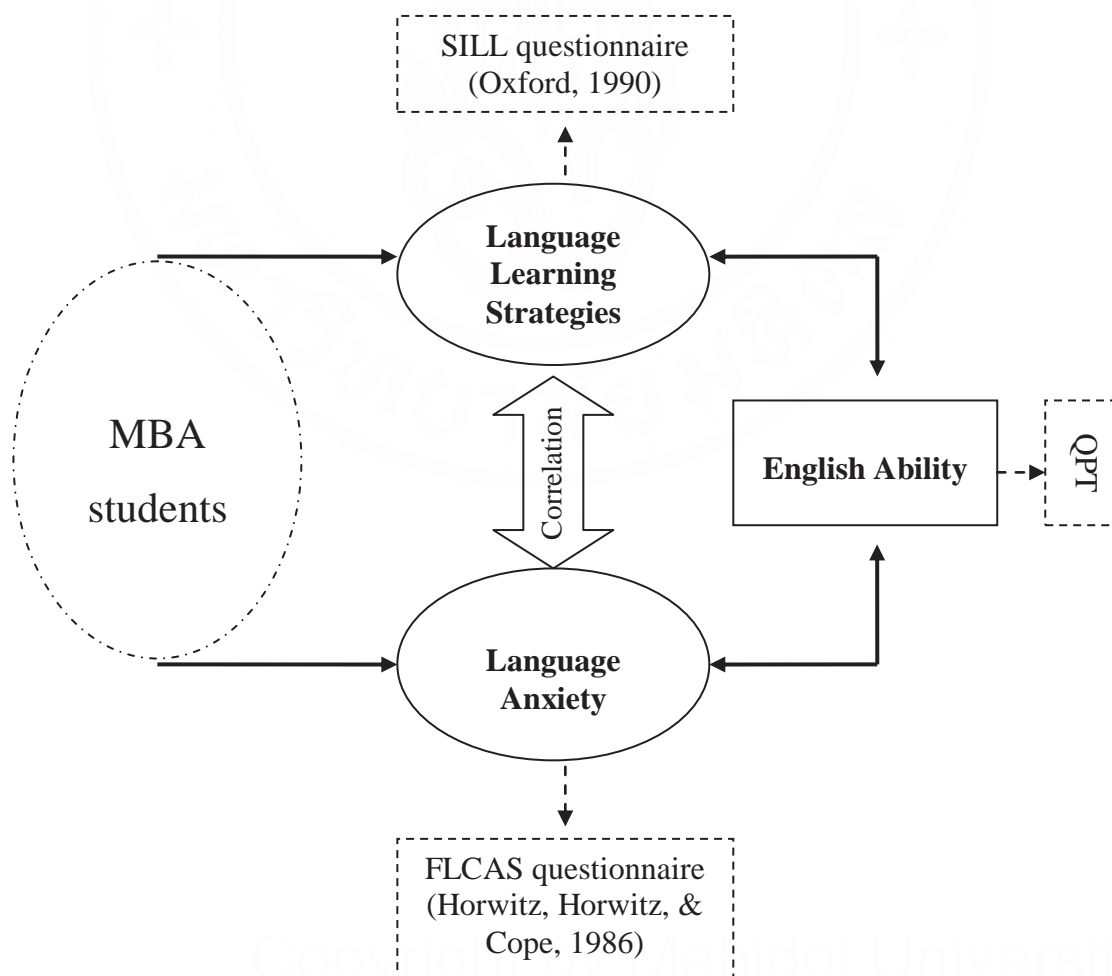 SILL questionnaire
(Oxford, 1990)
Language
Learning
Strategies
MBA
students
Correlation
English Ability
QPT
Language
Anxiety
FLCAS questionnaire
(Horwitz, Horwitz, &
Cope, 1986)
Copyright by Mahidol Universit